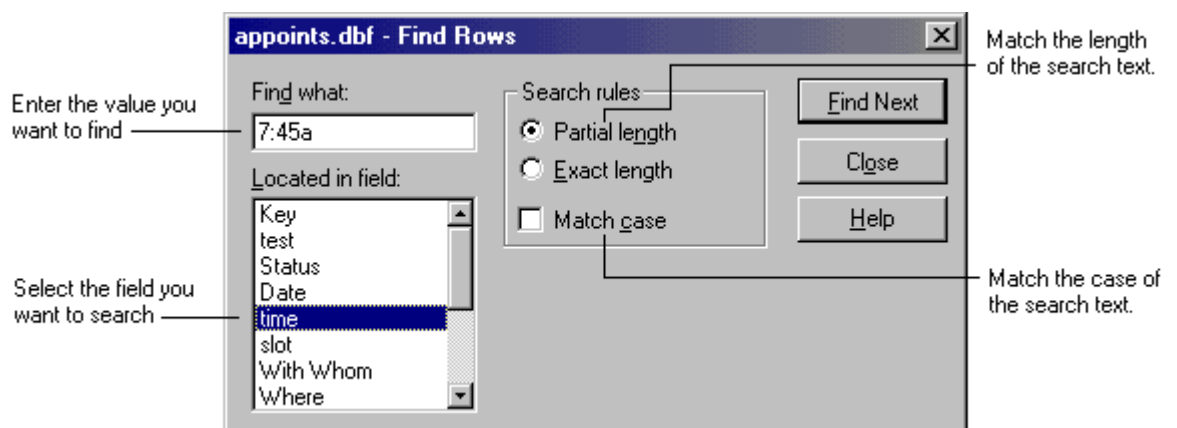 appoints.dbf - Find Rows
Match the length
of the search text.
Enter the value you
want to find
Find what:
7:45a
Search rules
Partial length
Exact length
Match case
Find Next
Close
Help
Located in field:
Key
test
Status
Date
time
slot
With Whom
Where
Select the field you
want to search
Match the case of
the search text.